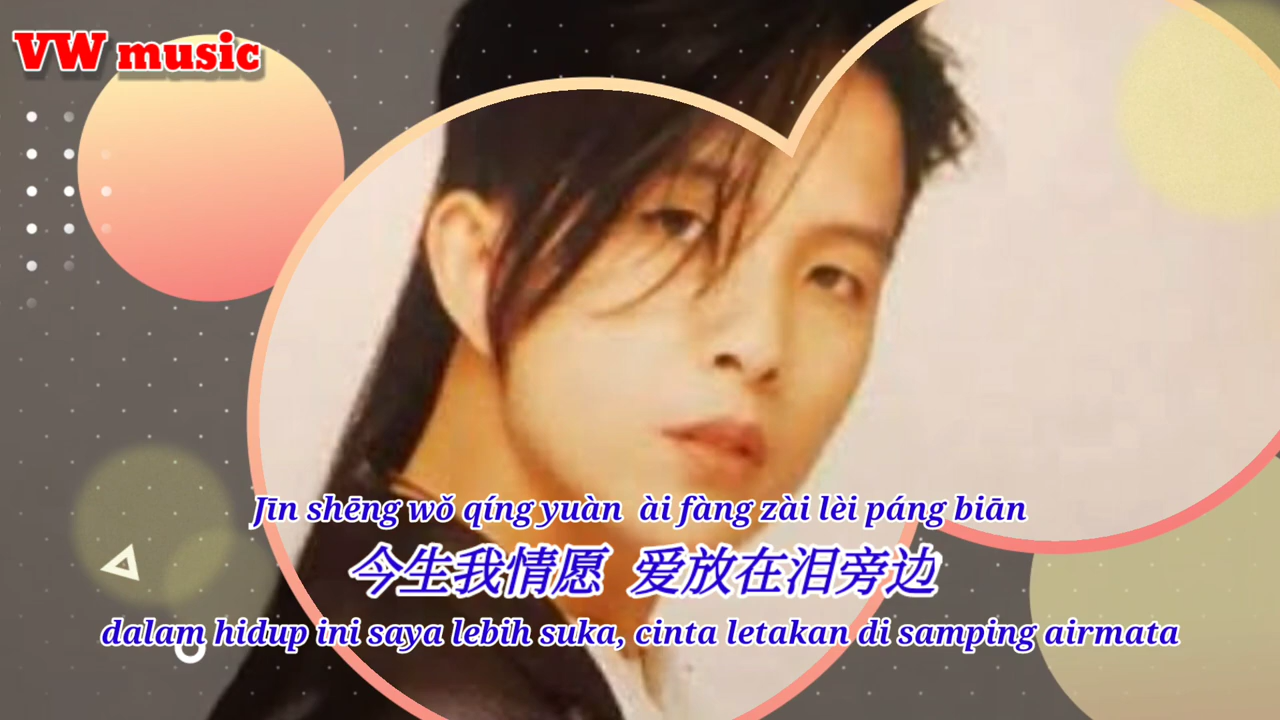 VW music
Jīn shēng wǒ qíng yuàn ài fàng zài lèi páng biān
今生我情愿 爱放在泪旁边
dalam hidup ini saya lebih suka, cinta letakan di samping airmata